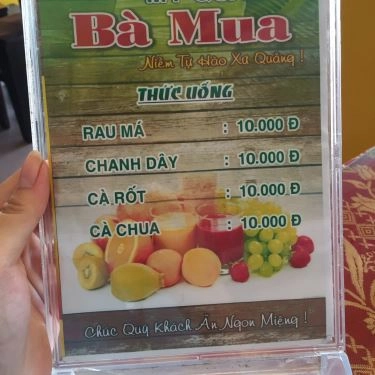 Bà Mua
Niềm Tự Hào Xứ Quảng !
THỨC UỐNG
RAU MÁ : 10.000 Đ
CHANH DÂY : 10.000 Đ
CÀ RỐT : 10.000 Đ
CÀ CHUA : 10.000 Đ
Chúc Quý Khách Ăn Ngon Miệng !